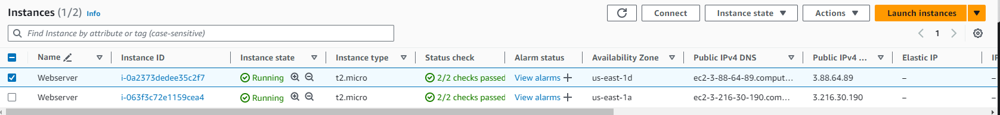 Instances (1/2) Info
Connect
Instance state
Actions
Launch instances
Find Instance by attribute or tag (case-sensitive)
1
Name Instance ID Instance state Instance type Status check Alarm status Availability Zone Public IPv4 DNS Public IPv4 ... Elastic IP
Webserver i-0a2373dedee35c2f7 Running t2.micro 2/2 checks passed View alarms + us-east-1d ec2-3-88-64-89.comput... 3.88.64.89 –
Webserver i-063f3c72e1159cea4 Running t2.micro 2/2 checks passed View alarms + us-east-1a ec2-3-216-30-190.com... 3.216.30.190 –